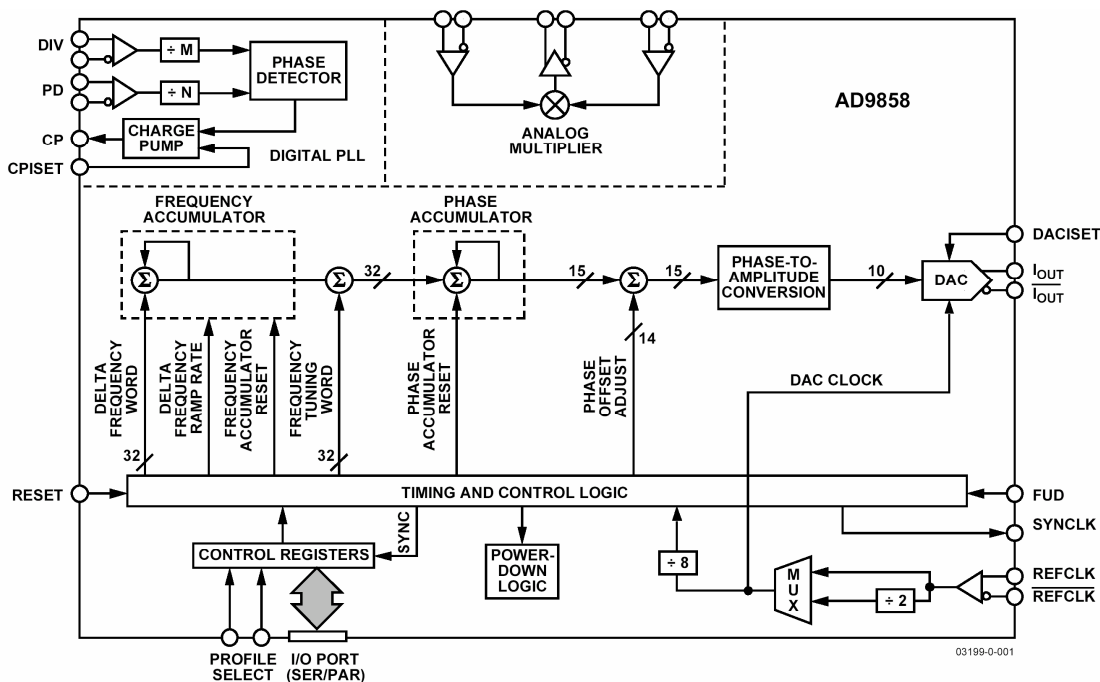 DIV
PD
CP
CPISET
÷ M
÷ N
PHASE
DETECTOR
CHARGE
PUMP
DIGITAL PLL
ANALOG
MULTIPLIER
AD9858
FREQUENCY
ACCUMULATOR
PHASE
ACCUMULATOR
Σ
Σ
32
Σ
15
Σ
15
PHASE-TO-
AMPLITUDE
CONVERSION
10
DAC
DACISET
IOUT
IOUT
DELTA
FREQUENCY
WORD
32
DELTA
FREQUENCY
RAMP RATE
FREQUENCY
ACCUMULATOR
RESET
FREQUENCY
TUNING
WORD
32
PHASE
ACCUMULATOR
RESET
PHASE
OFFSET
ADJUST
14
DAC CLOCK
RESET
TIMING AND CONTROL LOGIC
FUD
SYNCLK
SYNC
CONTROL REGISTERS
POWER-
DOWN
LOGIC
÷ 8
MUX
÷ 2
REFCLK
REFCLK
PROFILE
SELECT
I/O PORT
(SER/PAR)
03199-0-001